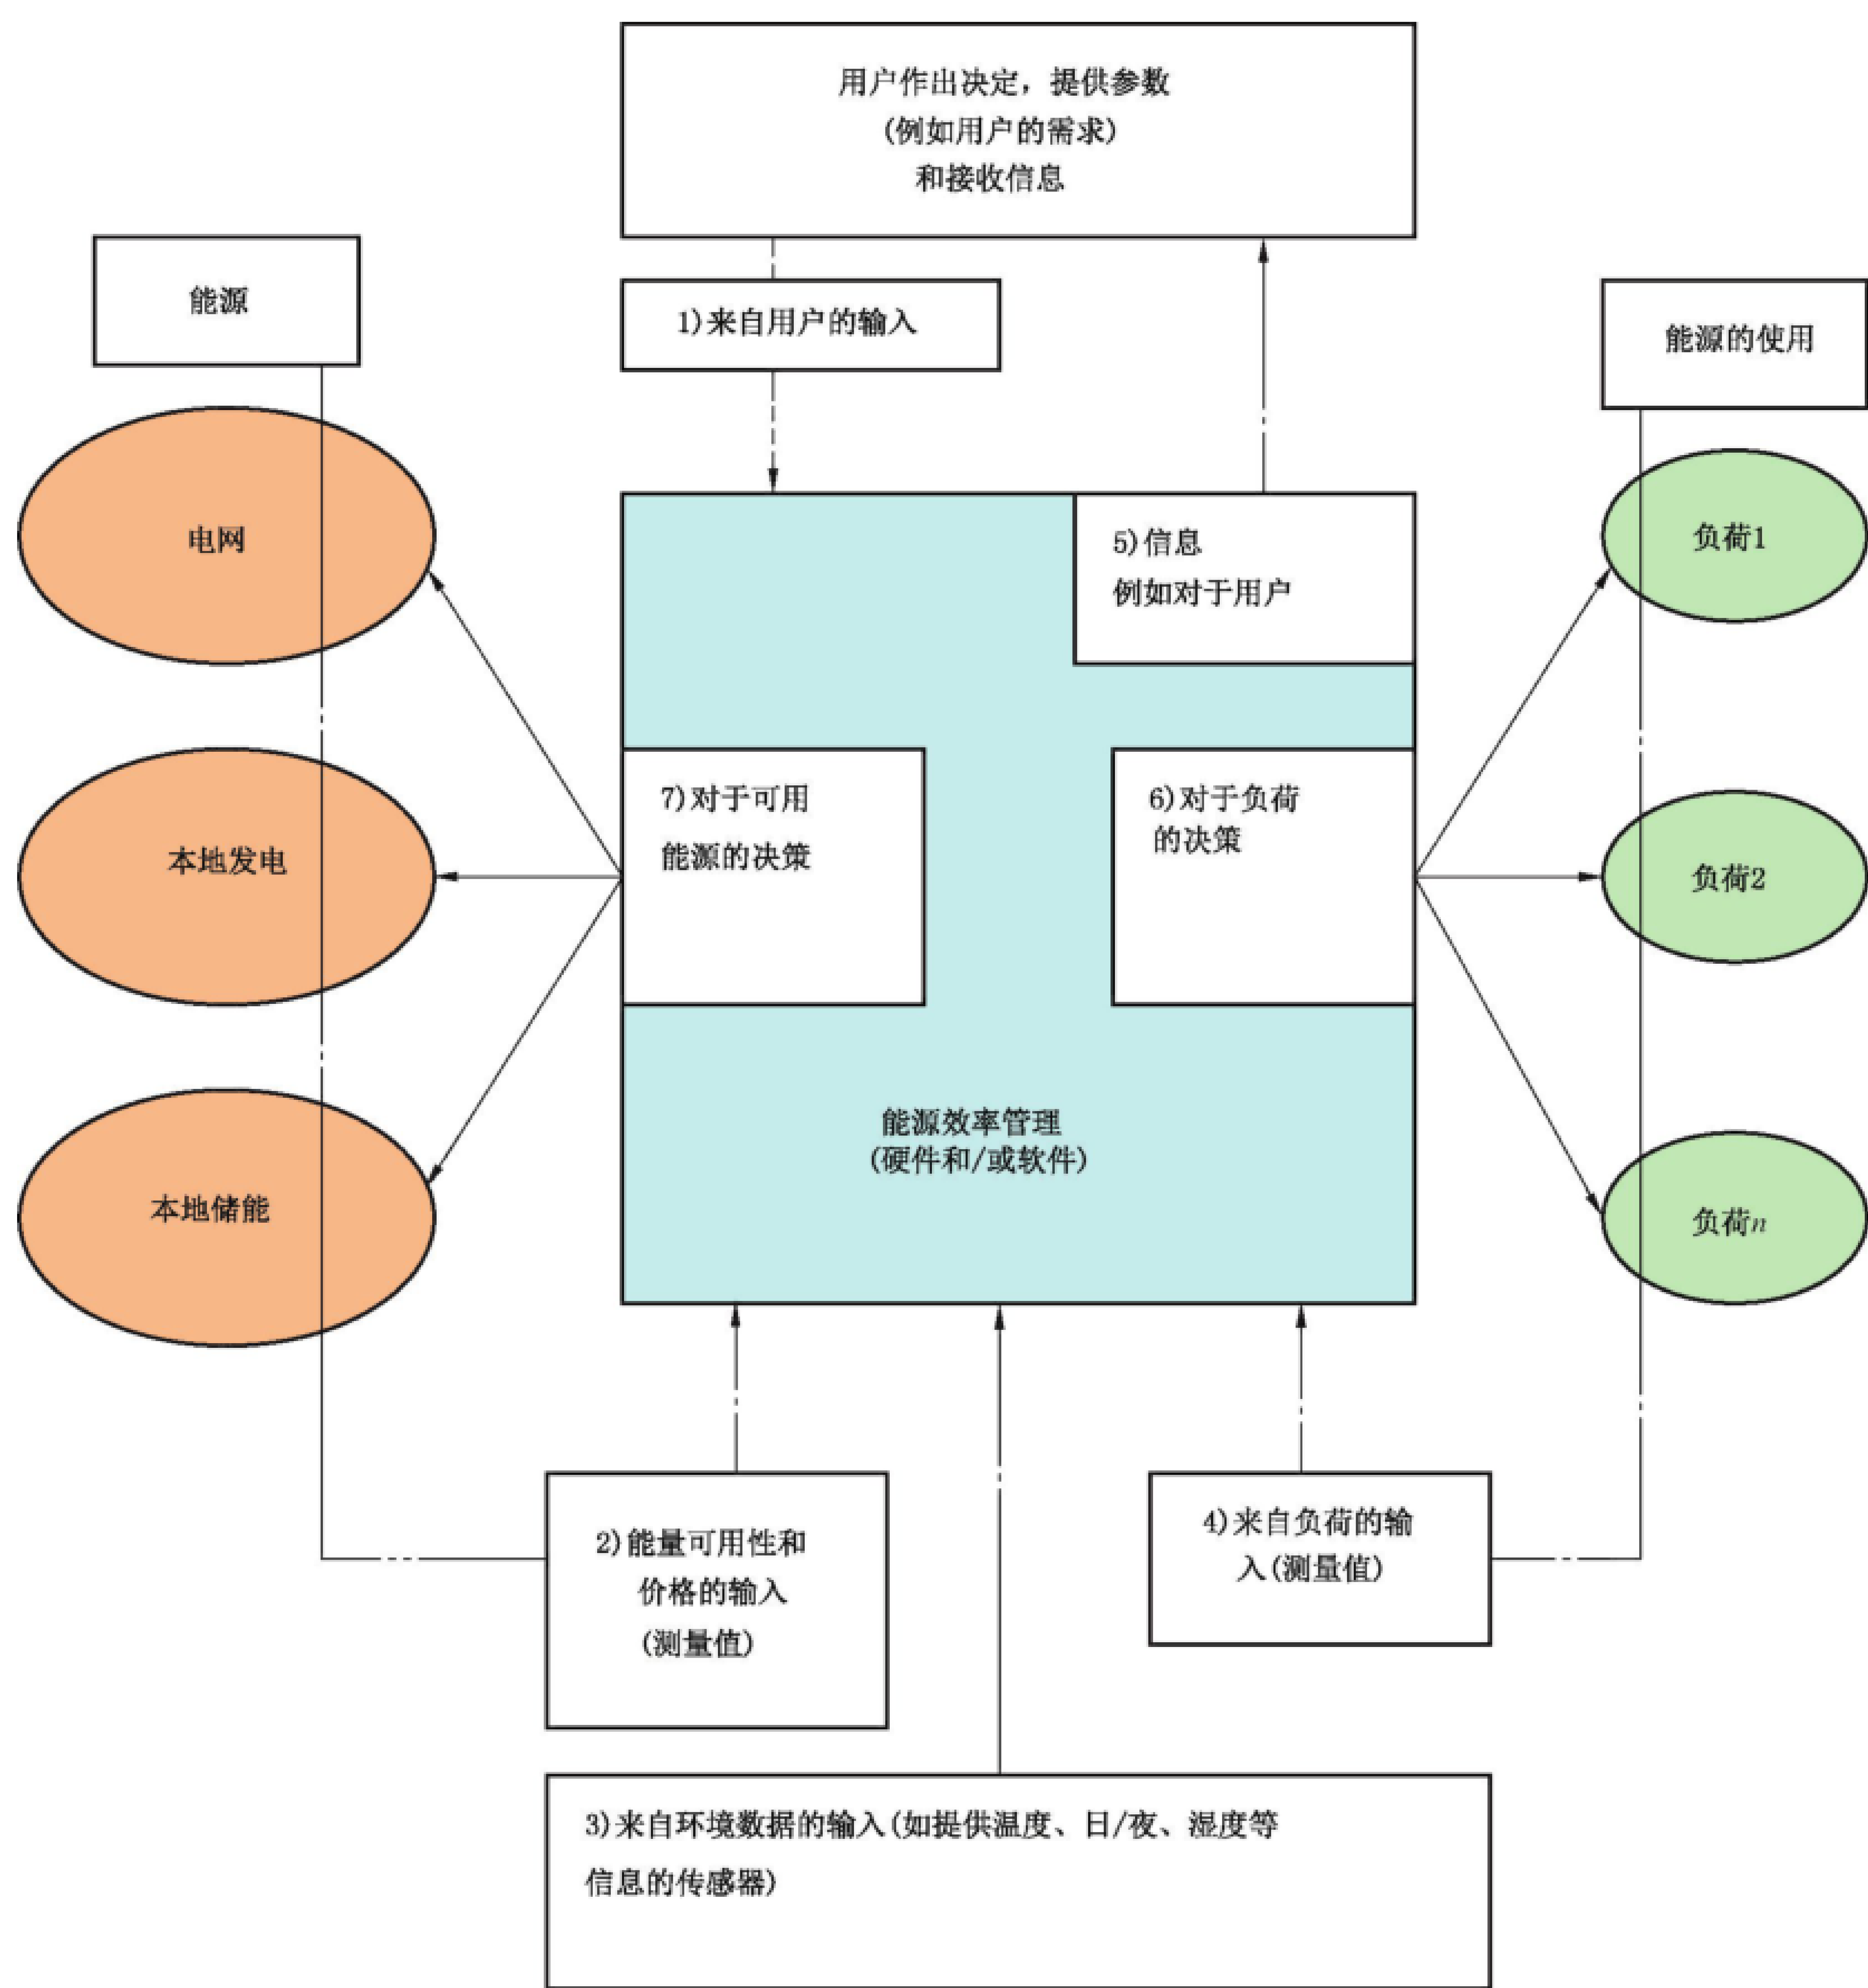 用户作出决定，提供参数
(例如用户的需求)
和接收信息
能源
1)来自用户的输入
能源的使用
电网
5)信息
例如对于用户
负荷1
本地发电
7)对于可用
能源的决策
6)对于负荷
的决策
负荷2
能源效率管理
(硬件和/或软件)
本地储能
负荷n
2)能量可用性和
价格的输入
(测量值)
4)来自负荷的输
入(测量值)
3)来自环境数据的输入(如提供温度、日/夜、湿度等
信息的传感器)